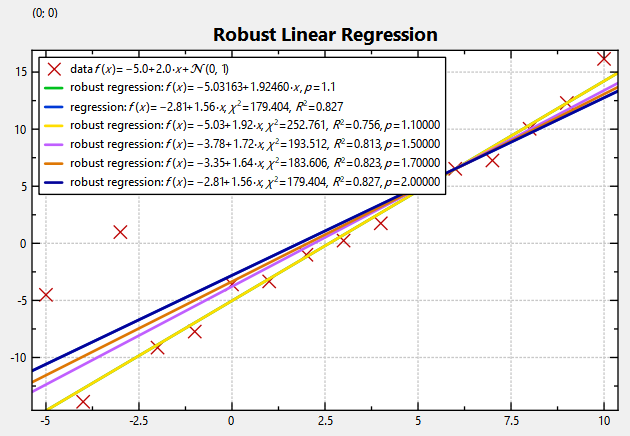 (0; 0)
Robust Linear Regression
data f(x)= −5.0+2.0·x+𝒩(0, 1)
robust regression: f(x)= −5.03163+1.92460·x, p=1.1
regression: f(x)= −2.81+1.56·x, χ²=179.404, R²=0.827
robust regression: f(x)= −5.03+1.92·x, χ²=252.761, R²=0.756, p=1.10000
robust regression: f(x)= −3.78+1.72·x, χ²=193.512, R²=0.813, p=1.50000
robust regression: f(x)= −3.35+1.64·x, χ²=183.606, R²=0.823, p=1.70000
robust regression: f(x)= −2.81+1.56·x, χ²=179.404, R²=0.827, p=2.00000
15
10
5
0
-5
-10
-5 -2.5 0 2.5 5 7.5 10